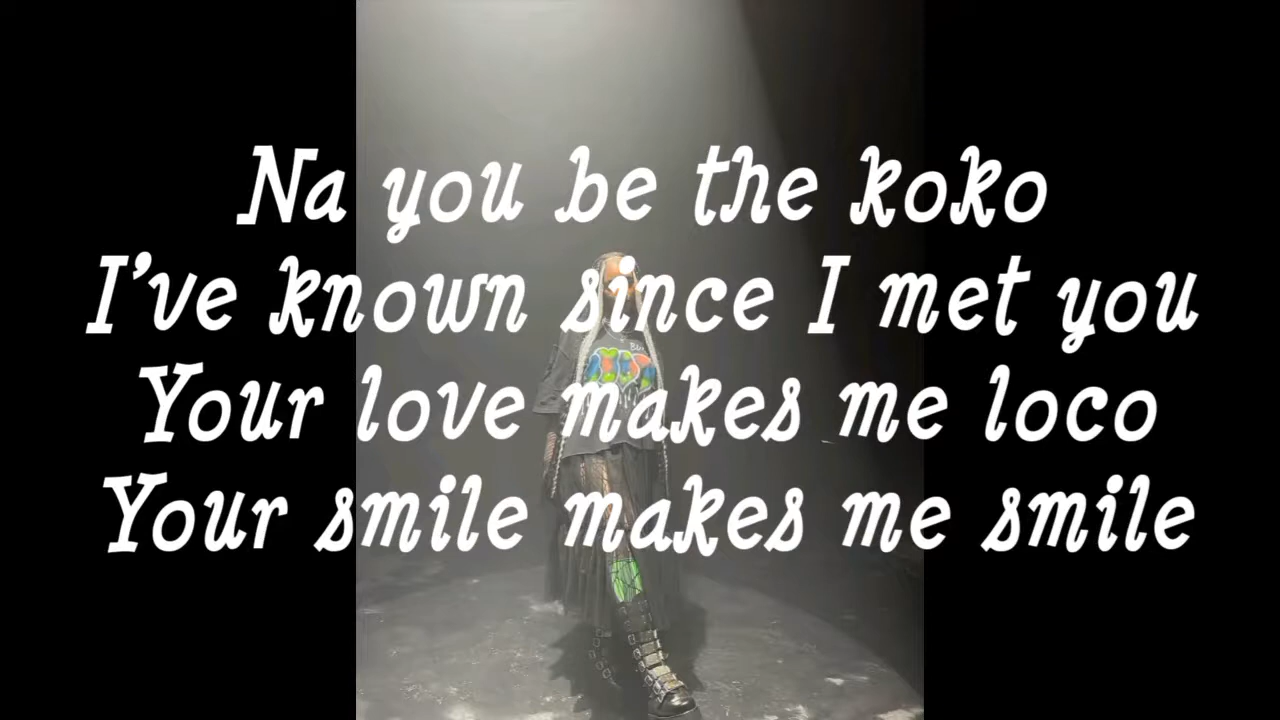 Na you be the koko
I've known since I met you
Your love makes me loco
Your smile makes me smile